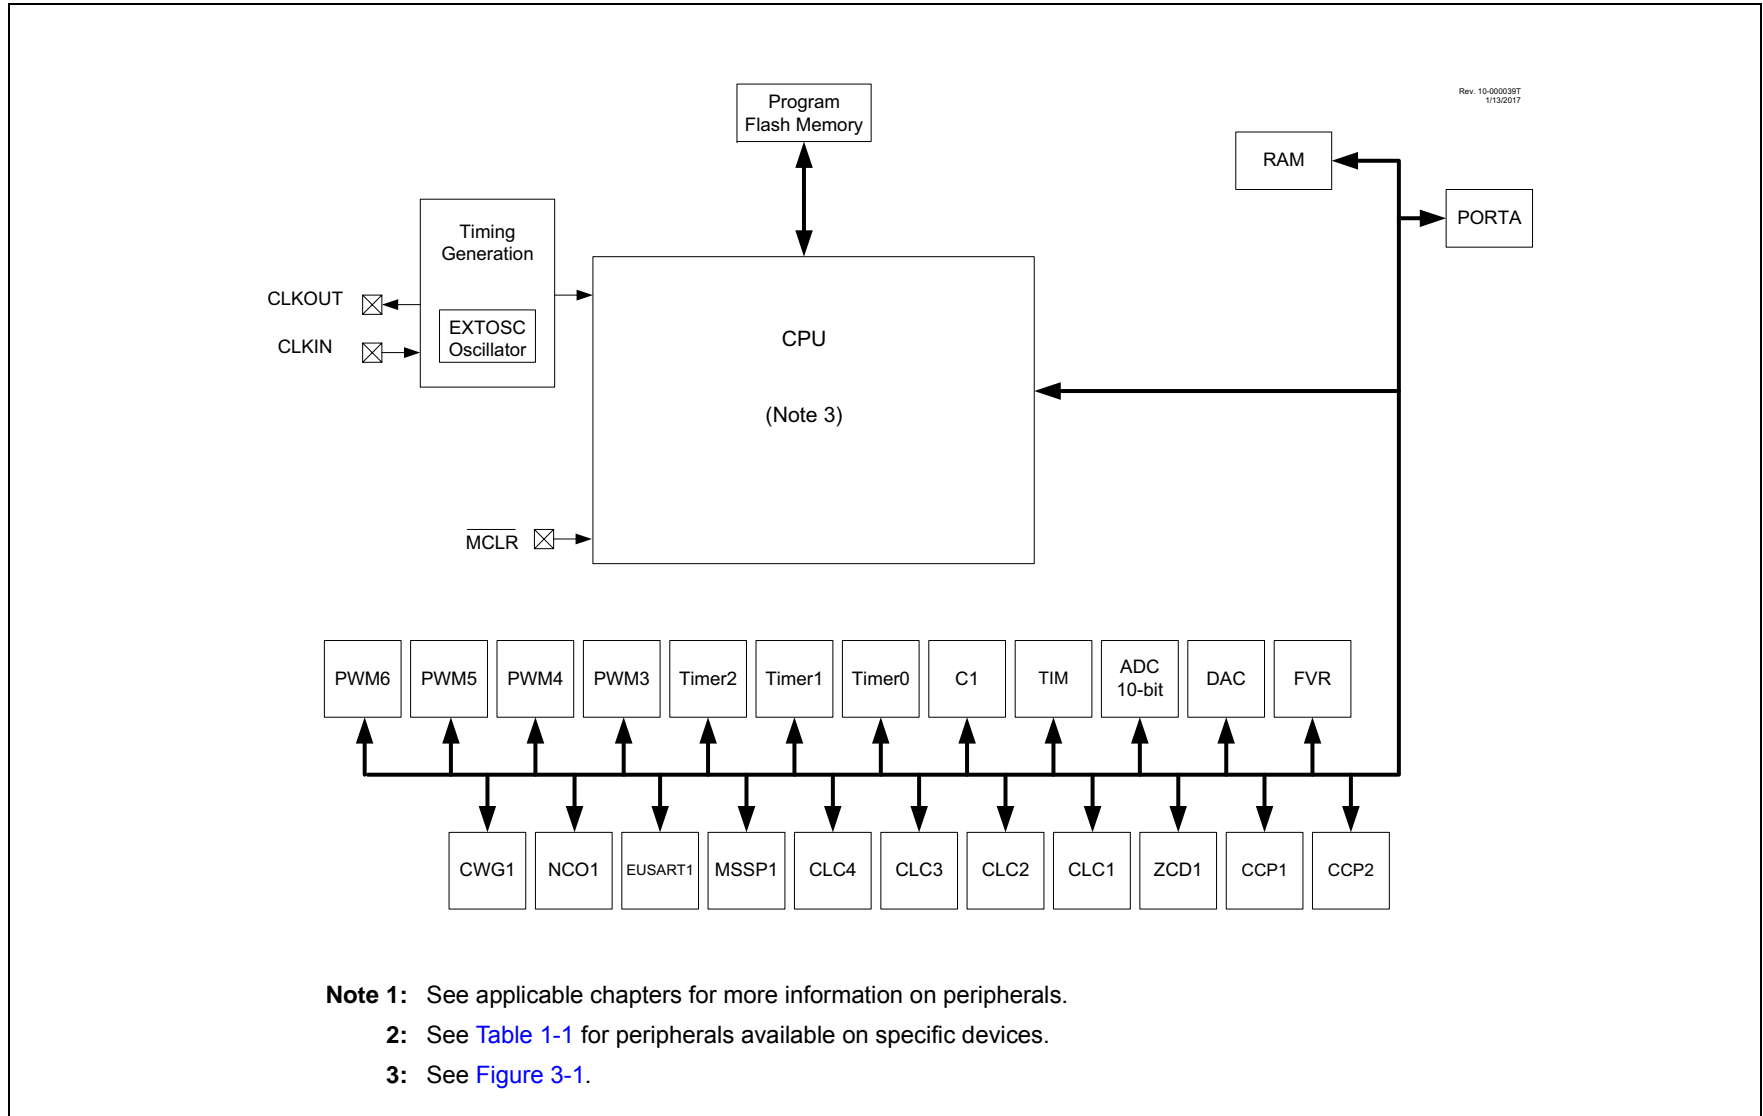 Rev. 10-000039T
1/13/2017
Program
Flash Memory
RAM
PORTA
Timing
Generation
EXTOSC
Oscillator
CLKOUT
CLKIN
CPU
(Note 3)
MCLR
PWM6
PWM5
PWM4
PWM3
Timer2
Timer1
Timer0
C1
TIM
ADC
10-bit
DAC
FVR
CWG1
NCO1
EUSART1
MSSP1
CLC4
CLC3
CLC2
CLC1
ZCD1
CCP1
CCP2
Note 1: See applicable chapters for more information on peripherals.
2: See Table 1-1 for peripherals available on specific devices.
3: See Figure 3-1.